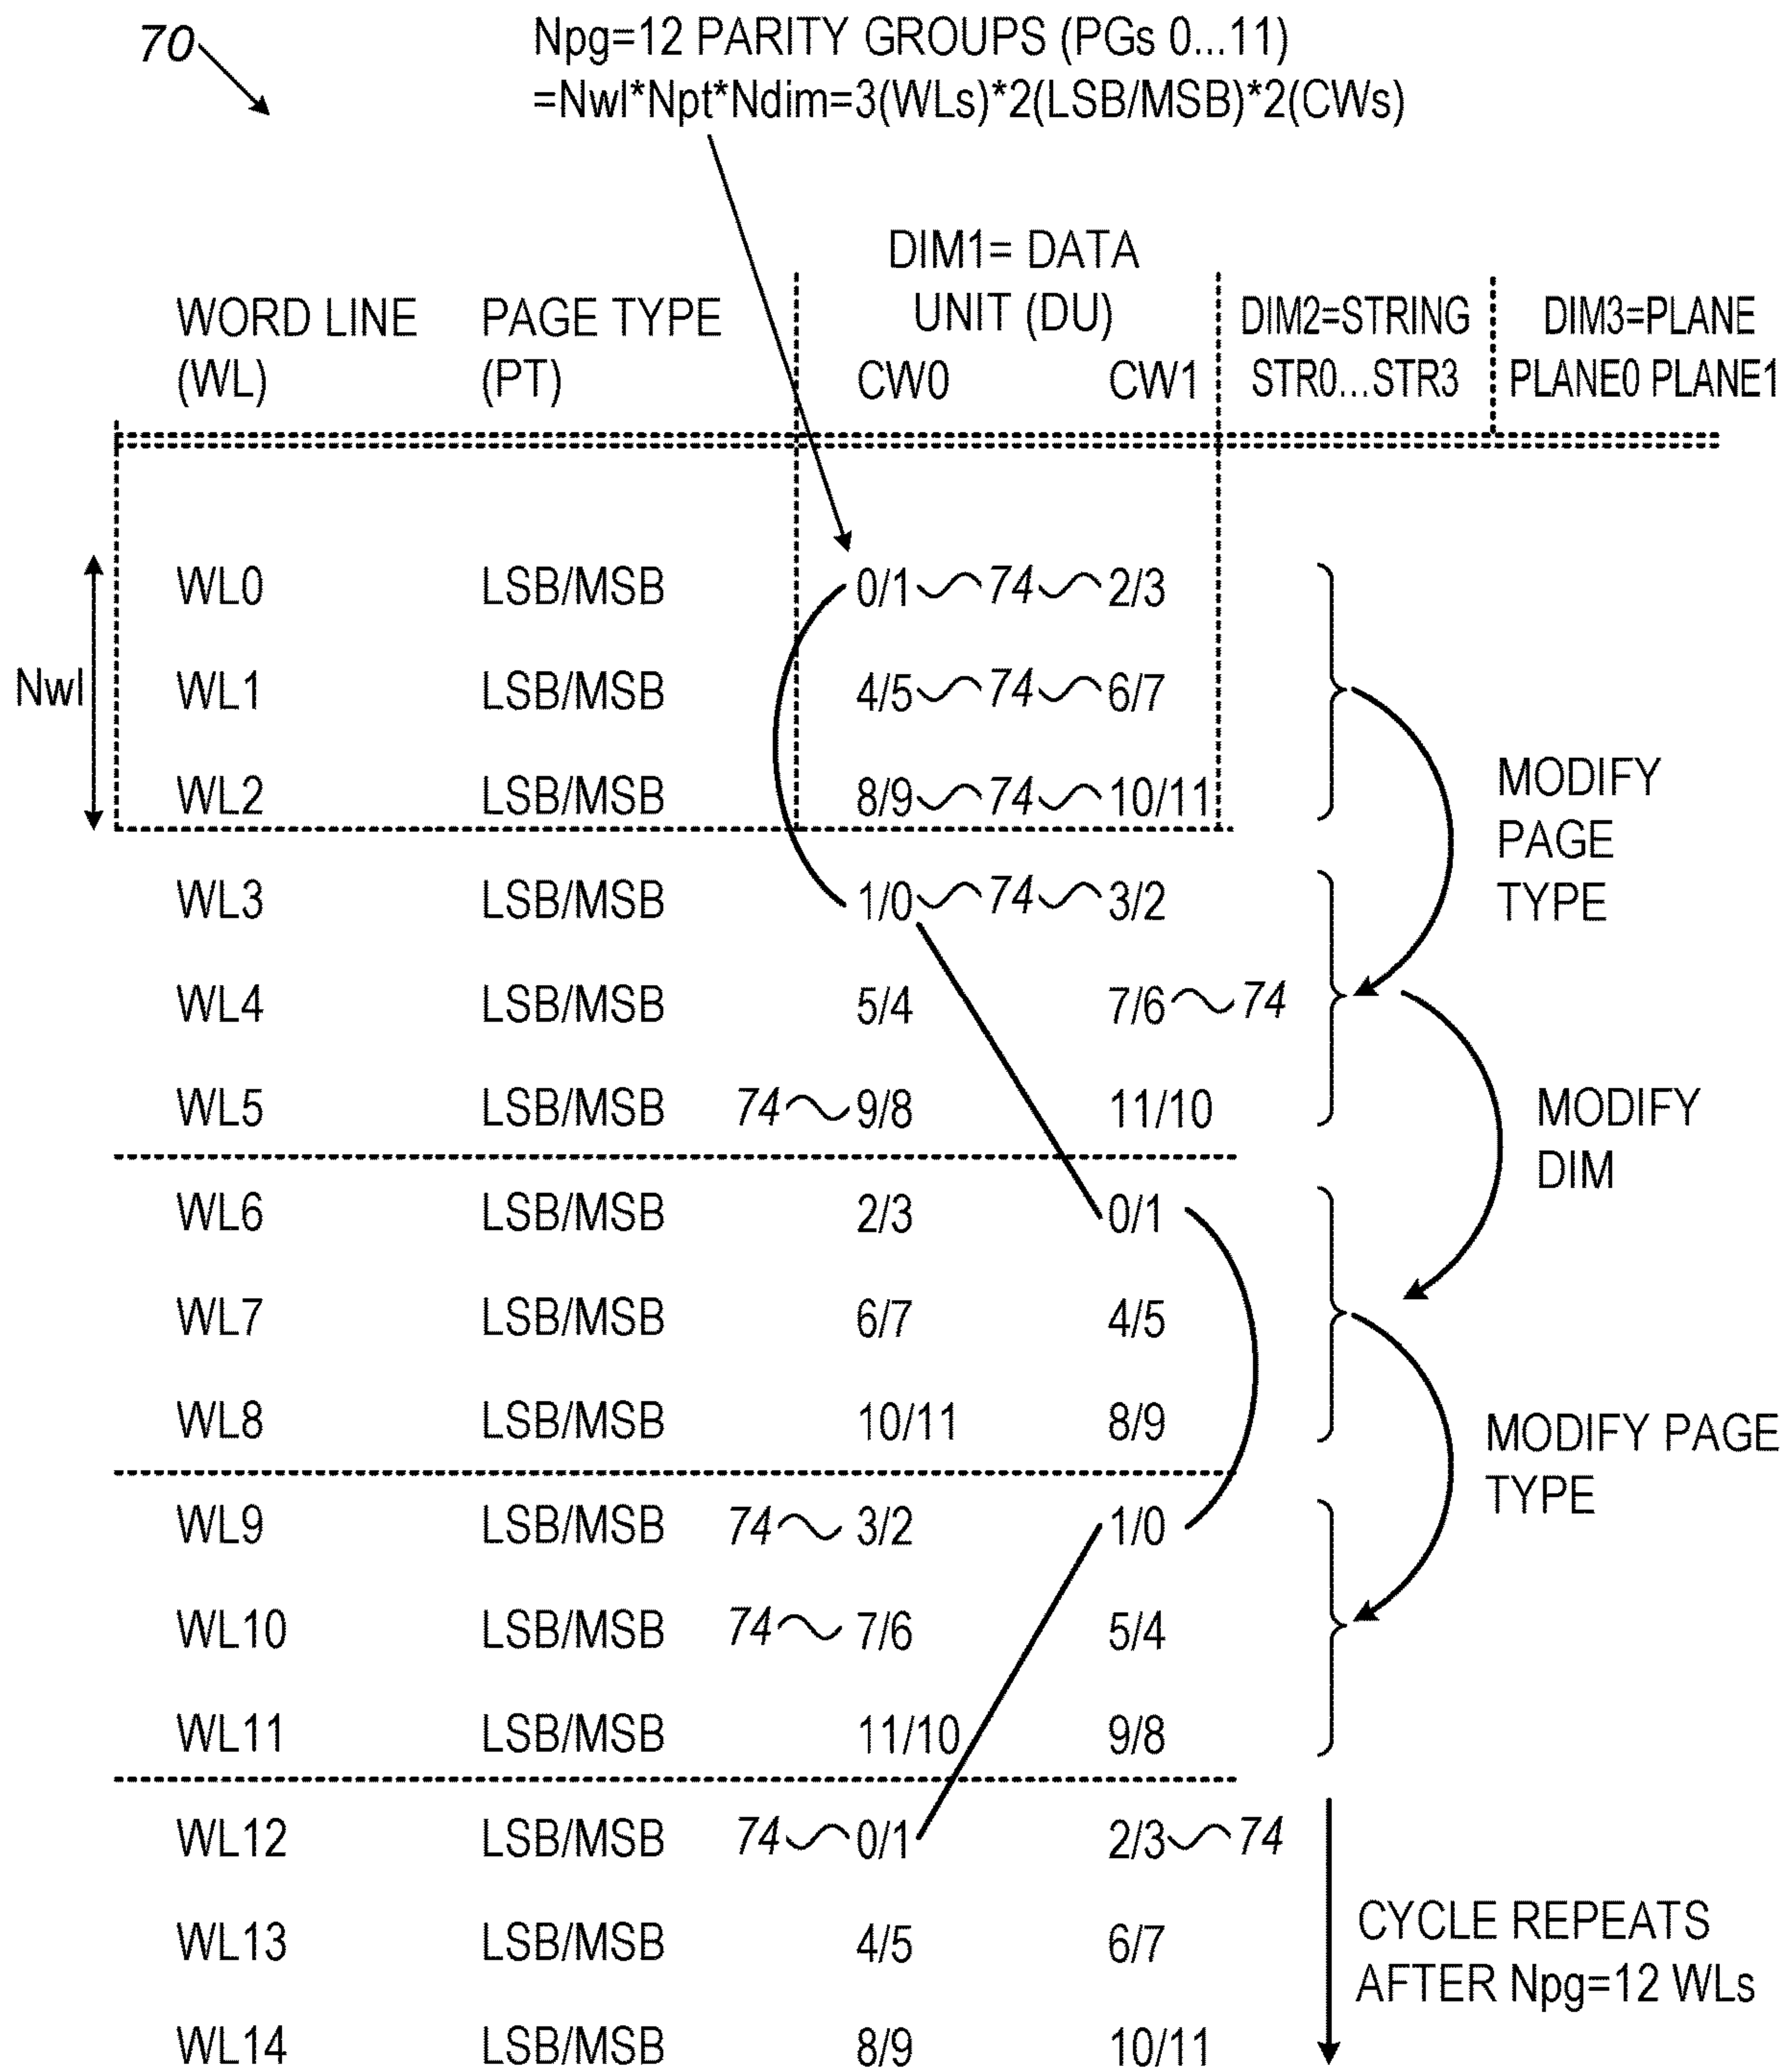 70
Npg=12 PARITY GROUPS (PGs 0...11)
=Nwl*Npt*Ndim=3(WLs)*2(LSB/MSB)*2(CWs)
WORD LINE
(WL)
PAGE TYPE
(PT)
DIM1= DATA
UNIT (DU)
CW0 CW1
DIM2=STRING
STR0...STR3
DIM3=PLANE
PLANE0 PLANE1
Nwl
WL0 LSB/MSB 0/1 74 2/3
WL1 LSB/MSB 4/5 74 6/7
WL2 LSB/MSB 8/9 74 10/11
MODIFY
PAGE
TYPE
WL3 LSB/MSB 1/0 74 3/2
WL4 LSB/MSB 5/4 7/6 74
WL5 LSB/MSB 74 9/8 11/10
MODIFY
DIM
WL6 LSB/MSB 2/3 0/1
WL7 LSB/MSB 6/7 4/5
WL8 LSB/MSB 10/11 8/9
MODIFY PAGE
TYPE
WL9 LSB/MSB 74 3/2 1/0
WL10 LSB/MSB 74 7/6 5/4
WL11 LSB/MSB 11/10 9/8
WL12 LSB/MSB 74 0/1 2/3 74
WL13 LSB/MSB 4/5 6/7
WL14 LSB/MSB 8/9 10/11
CYCLE REPEATS
AFTER Npg=12 WLs